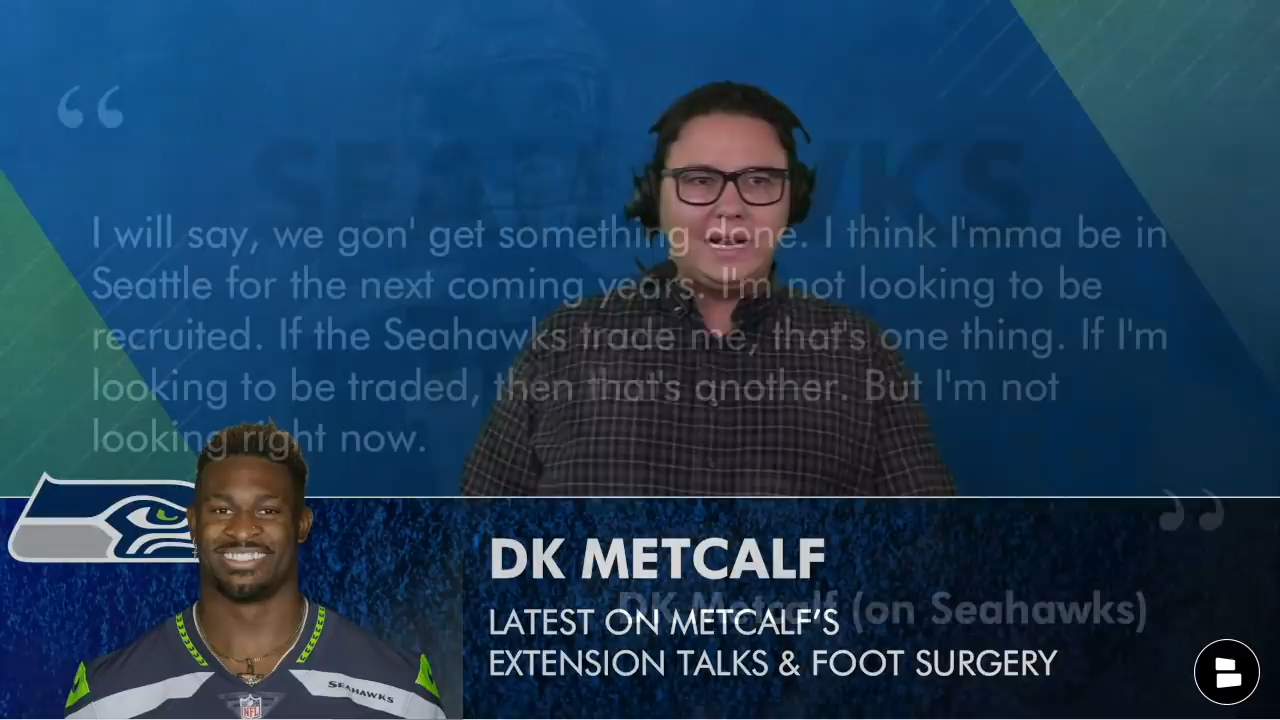 “
SEAHAWKS
I will say, we gon' get something done. I think I'mma be in
Seattle for the next coming years. I'm not looking to be
recruited. If the Seahawks trade me, that's one thing. If I'm
looking to be traded, then that's another. But I'm not
looking right now.
”
DK METCALF
DK Metcalf (on Seahawks)
LATEST ON METCALF’S
EXTENSION TALKS & FOOT SURGERY
SEAHAWKS
NFL